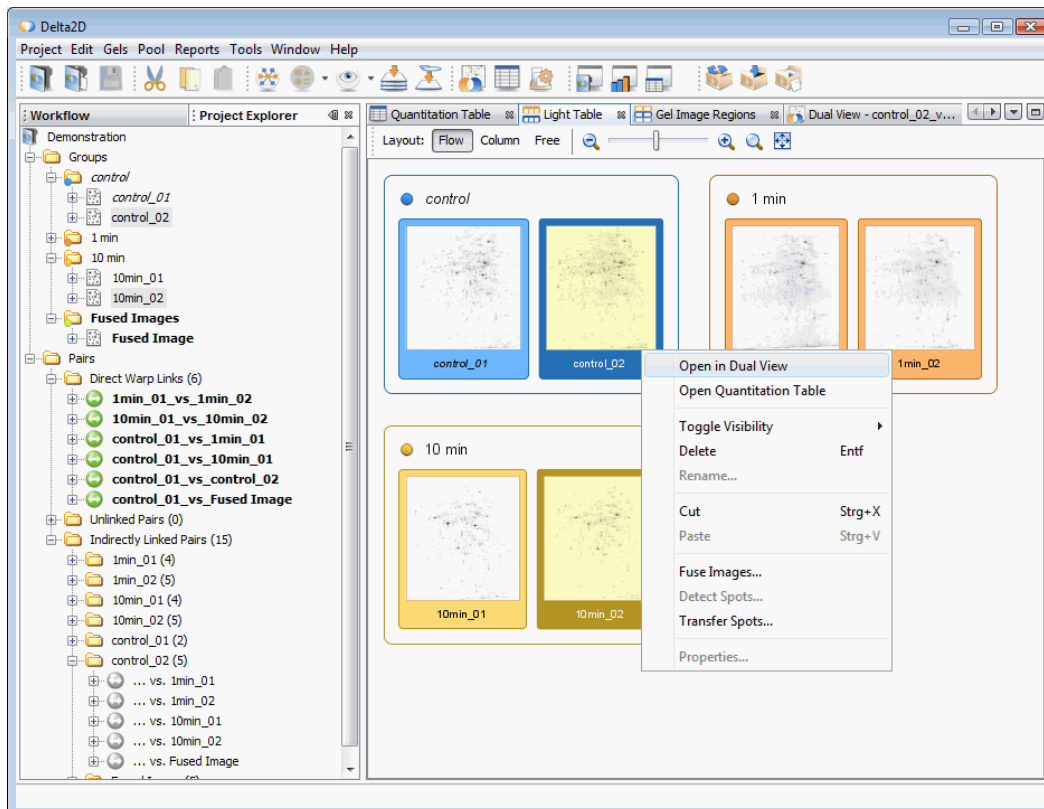 Delta2D
Project Edit Gels Pool Reports Tools Window Help
Workflow
Project Explorer
Demonstration
Groups
control
control_01
control_02
1 min
10 min
10min_01
10min_02
Fused Images
Fused Image
Pairs
Direct Warp Links (6)
1min_01_vs_1min_02
10min_01_vs_10min_02
control_01_vs_1min_01
control_01_vs_10min_01
control_01_vs_control_02
control_01_vs_Fused Image
Unlinked Pairs (0)
Indirectly Linked Pairs (15)
1min_01 (4)
1min_02 (5)
10min_01 (4)
10min_02 (5)
control_01 (2)
control_02 (5)
... vs. 1min_01
... vs. 1min_02
... vs. 10min_01
... vs. 10min_02
... vs. Fused Image
Quantitation Table
Light Table
Gel Image Regions
Dual View - control_02_v...
Layout: Flow Column Free
control
control_01
control_02
1 min
1min_02
10 min
10min_01
10min_02
Open in Dual View
Open Quantitation Table
Toggle Visibility
Delete Entf
Rename...
Cut Strg+X
Paste Strg+V
Fuse Images...
Detect Spots...
Transfer Spots...
Properties...